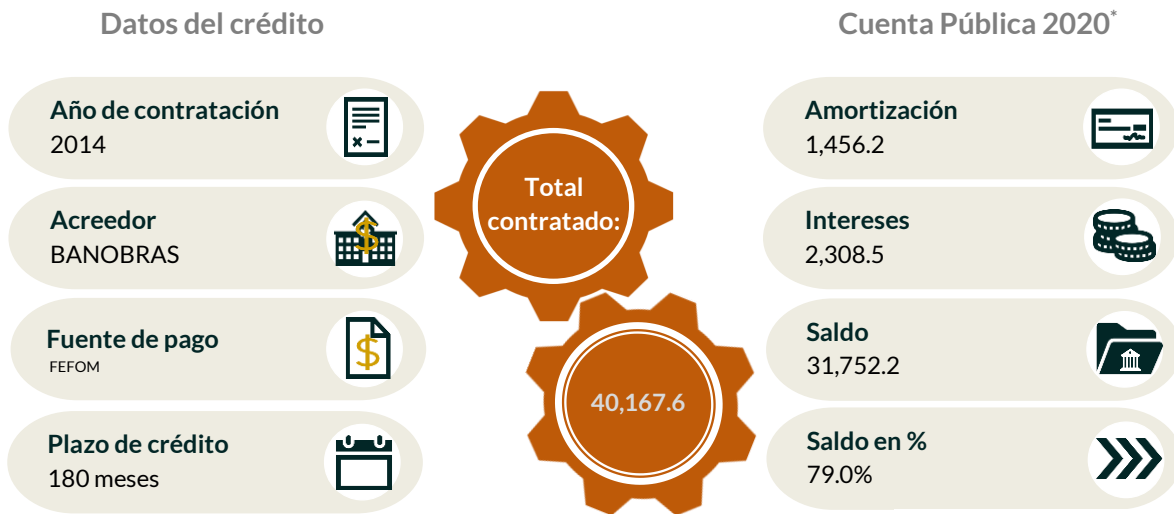 Datos del crédito
Año de contratación
2014
Acreedor
BANOBRAS
Fuente de pago
FEFOM
Plazo de crédito
180 meses
Total
contratado:
40,167.6
Cuenta Pública 2020*
Amortización
1,456.2
Intereses
2,308.5
Saldo
31,752.2
Saldo en %
79.0%